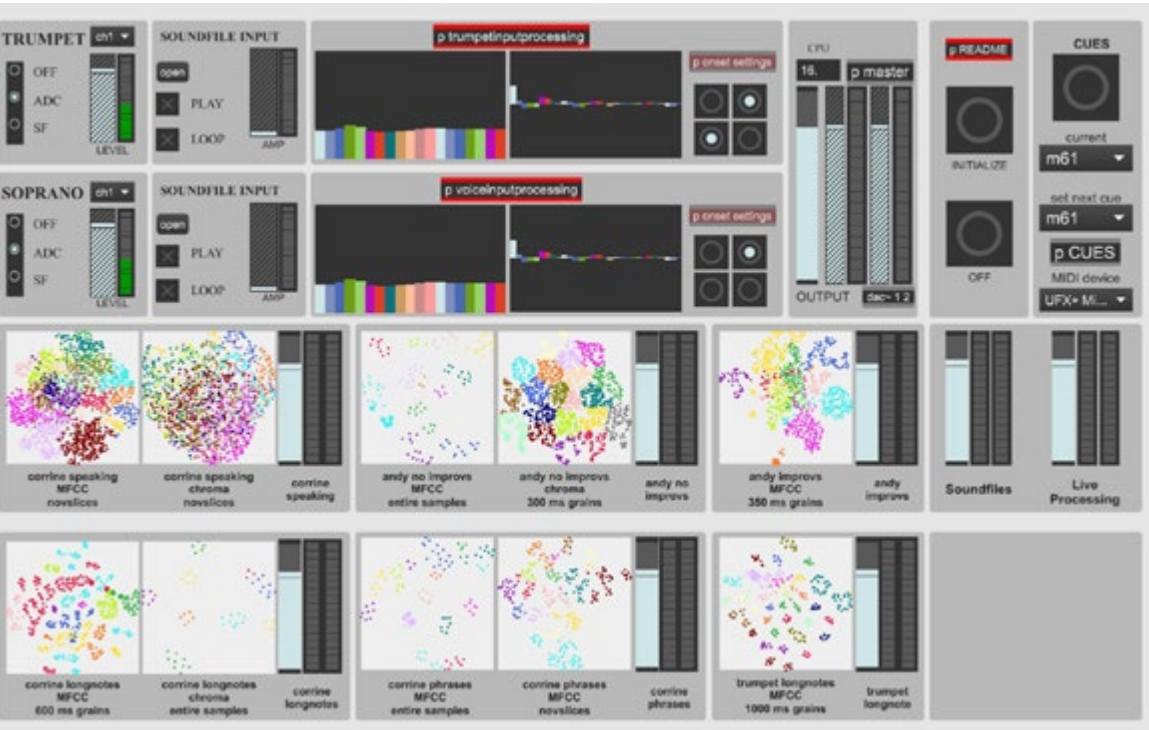 TRUMPET ch1
OFF
ADC
SF
LEVEL
SOUNDFILE INPUT
open
PLAY
LOOP
AMP
p trumpetinputprocessing
p onset settings
CPU
16.
p master
OUTPUT
dac~ 1 2
p README
INITIALIZE
OFF
CUES
current
m61
set next cue
m61
p CUES
MIDI device
UFX+ Mi...
SOPRANO ch1
OFF
ADC
SF
LEVEL
SOUNDFILE INPUT
open
PLAY
LOOP
AMP
p voiceinputprocessing
p onset settings
corrine speaking
MFCC
novslices
corrine speaking
chroma
novslices
corrine
speaking
andy no improvs
MFCC
entire samples
andy no improvs
chroma
300 ms grains
andy no
improvs
andy improvs
MFCC
350 ms grains
andy
improvs
Soundfiles
Live
Processing
corrine longnotes
MFCC
600 ms grains
corrine longnotes
chroma
entire samples
corrine
longnotes
corrine phrases
MFCC
entire samples
corrine phrases
MFCC
novslices
corrine
phrases
trumpet longnotes
MFCC
1000 ms grains
trumpet
longnote